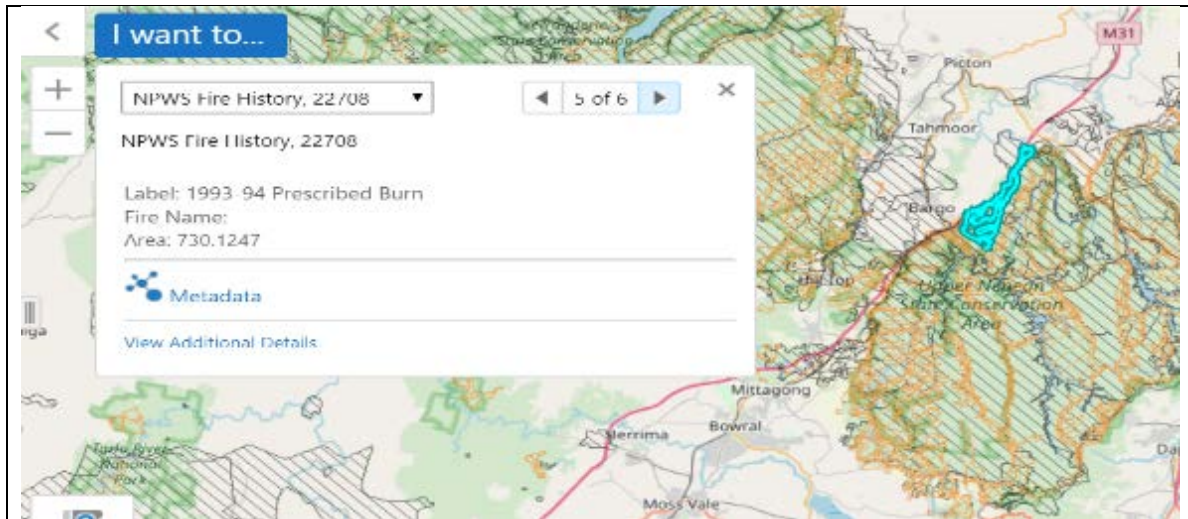 I want to...
NPWS Fire History, 22708
5 of 6
NPWS Fire History, 22708
Label: 1993-94 Prescribed Burn
Fire Name:
Area: 730.1247
Metadata
View Additional Details
M31
Picton
Tahmoor
Bargo
Upper Nepean
State Conservation
Area
Mittagong
Bowral
Berrima
Moss Vale
National
Park